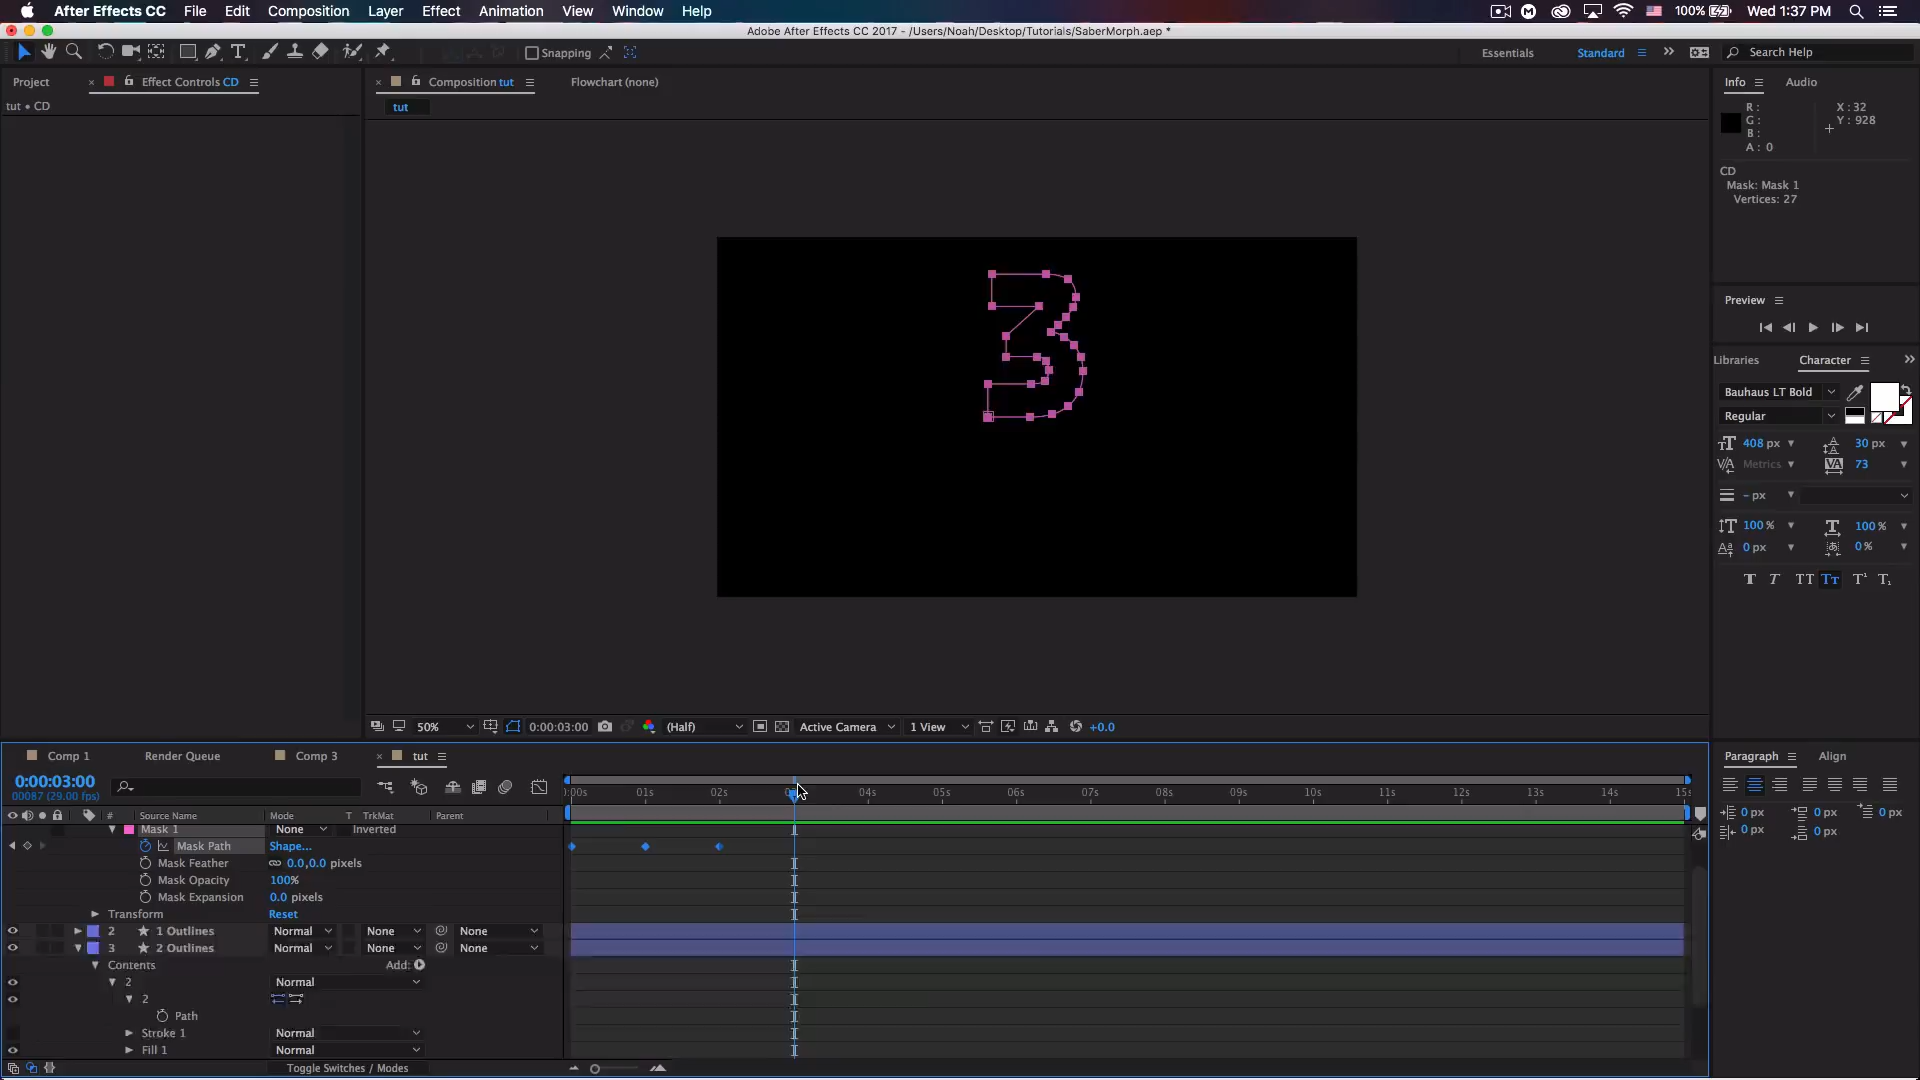 After Effects CC File Edit Composition Layer Effect Animation View Window Help 100% Wed 1:37 PM
Adobe After Effects CC 2017 - /Users/Noah/Desktop/Tutorials/SaberMorph.aep *
Snapping Essentials Standard Search Help
Project Effect Controls CD Composition tut Flowchart (none) Info Audio
tut • CD
tut
R :
G :
B :
A : 0
X : 32
Y : 928
CD
Mask: Mask 1
Vertices: 27
Preview
Libraries Character
Bauhaus LT Bold
Regular
408 px 30 px
Metrics 73
- px
100 % 100 %
0 px 0 %
T T TT Tт T¹ T₁
50% 0:00:03:00 (Half) Active Camera 1 View +0.0
Comp 1 Render Queue Comp 3 tut Paragraph Align
0:00:03:00
00087 (29.00 fps)
:00s 01s 02s 04s 05s 06s 07s 08s 09s 10s 11s 12s 13s 14s 15s
# Source Name Mode T TrkMat Parent
Mask 1 None Inverted
Mask Path Shape...
Mask Feather 0.0,0.0 pixels
Mask Opacity 100%
Mask Expansion 0.0 pixels
Transform Reset
2 1 Outlines Normal None None
3 2 Outlines Normal None None
Contents Add:
2 Normal
2
Path
Stroke 1 Normal
Fill 1 Normal
Toggle Switches / Modes
0 px 0 px 0 px
0 px 0 px